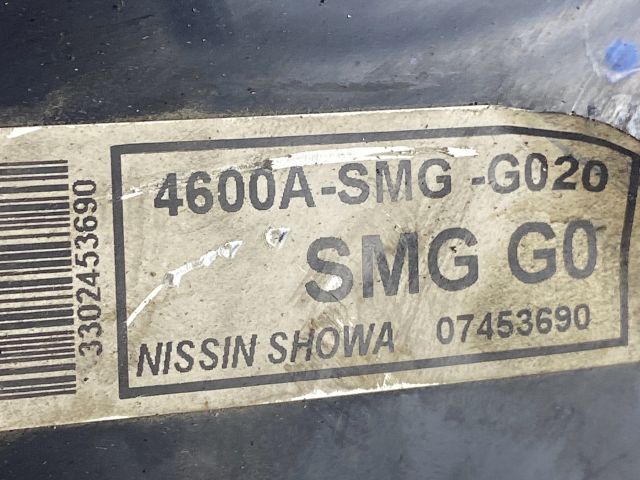 3302453690
4600A-SMG -G020
SMG G0
NISSIN SHOWA 07453690